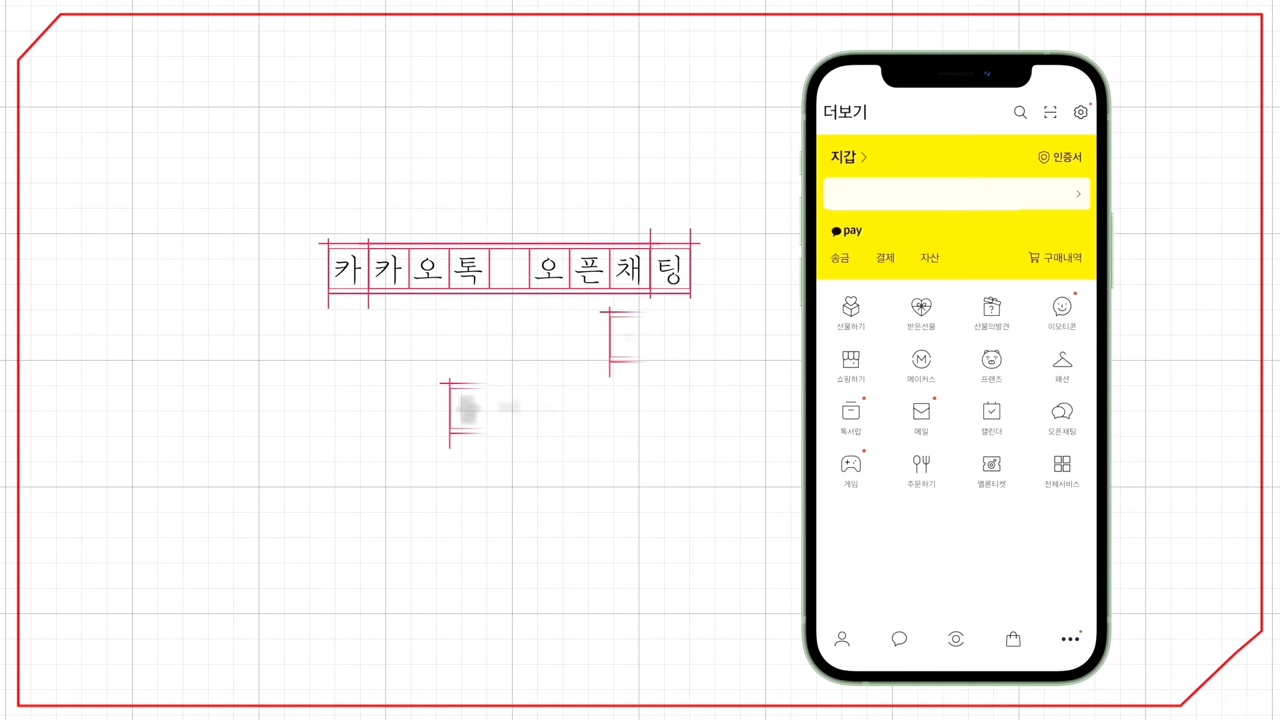 카카오톡 오픈채팅
더보기
지갑 인증서
pay
송금 결제 자산 구매내역
선물하기 받은선물 선물의발견 이모티콘
쇼핑하기 메이커스 프렌즈 패션
톡서랍 메일 캘린더 오픈채팅
게임 주문하기 멜론티켓 전체서비스